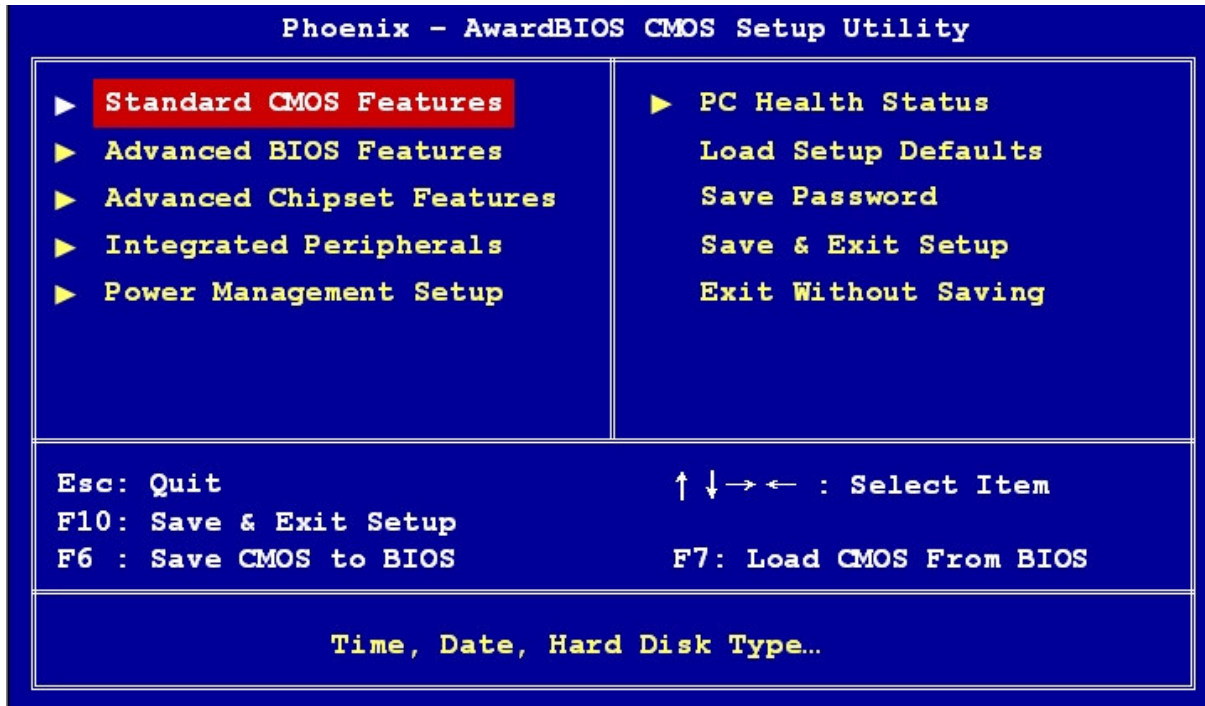 Phoenix – AwardBIOS CMOS Setup Utility
► Standard CMOS Features
► Advanced BIOS Features
► Advanced Chipset Features
► Integrated Peripherals
► Power Management Setup
► PC Health Status
Load Setup Defaults
Save Password
Save & Exit Setup
Exit Without Saving
Esc: Quit
↑ ↓ → ← : Select Item
F10: Save & Exit Setup
F6 : Save CMOS to BIOS
F7: Load CMOS From BIOS
Time, Date, Hard Disk Type…